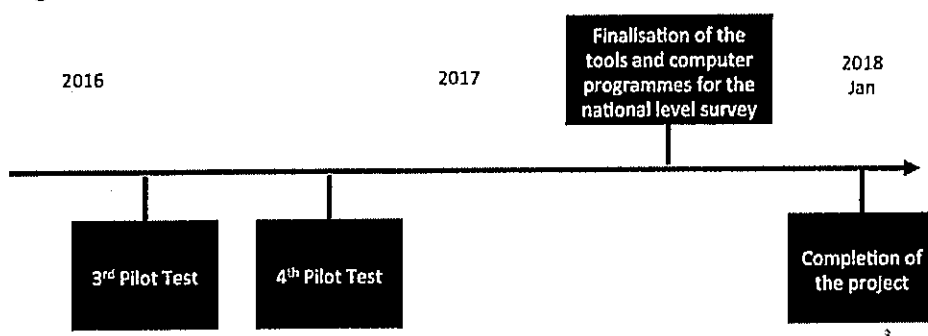 Finalisation of the
tools and computer
programmes for the
national level survey
2016
2017
2018
Jan
3rd Pilot Test
4th Pilot Test
Completion of
the project
3